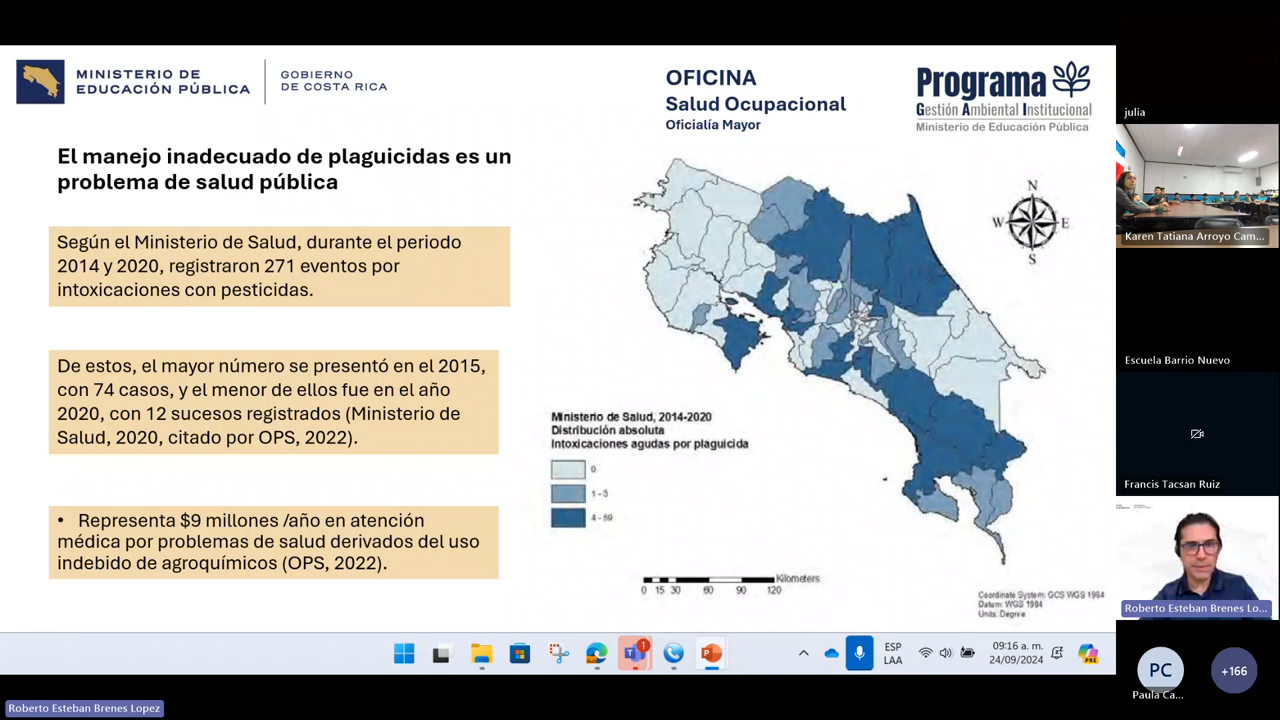 MINISTERIO DE
EDUCACIÓN PÚBLICA
GOBIERNO
DE COSTA RICA
OFICINA
Salud Ocupacional
Oficialía Mayor
Programa
Gestión Ambiental Institucional
Ministerio de Educación Pública
El manejo inadecuado de plaguicidas es un
problema de salud pública
Según el Ministerio de Salud, durante el periodo
2014 y 2020, registraron 271 eventos por
intoxicaciones con pesticidas.
De estos, el mayor número se presentó en el 2015,
con 74 casos, y el menor de ellos fue en el año
2020, con 12 sucesos registrados (Ministerio de
Salud, 2020, citado por OPS, 2022).
• Representa $9 millones /año en atención
médica por problemas de salud derivados del uso
indebido de agroquímicos (OPS, 2022).
N
W E
S
Ministerio de Salud, 2014-2020
Distribución absoluta
Intoxicaciones agudas por plaguicida
0
1 - 3
4 - 59
Kilometers
0 15 30 60 90 120
Coordinate System: GCS WGS 1984
Datum: WGS 1984
Units: Degree
julia
Karen Tatiana Arroyo Cam...
Escuela Barrio Nuevo
Francis Tacsan Ruiz
Roberto Esteban Brenes Lo...
PC
Paula Ca...
+166
1
ESP
LAA
09:16 a. m.
24/09/2024
PRE
Roberto Esteban Brenes Lopez